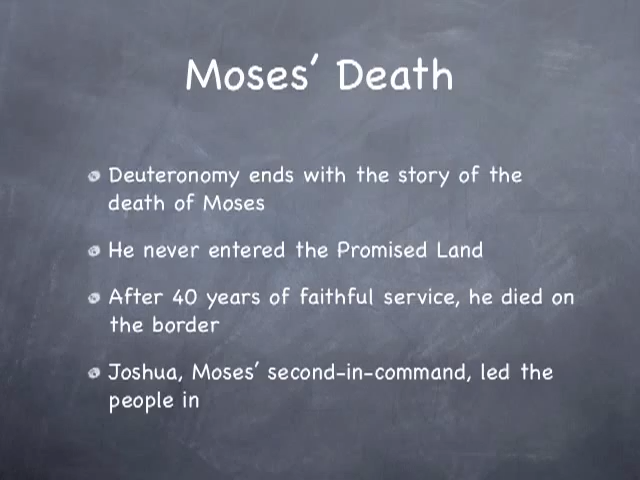 Moses' Death
Deuteronomy ends with the story of the
death of Moses
He never entered the Promised Land
After 40 years of faithful service, he died on
the border
Joshua, Moses' second-in-command, led the
people in